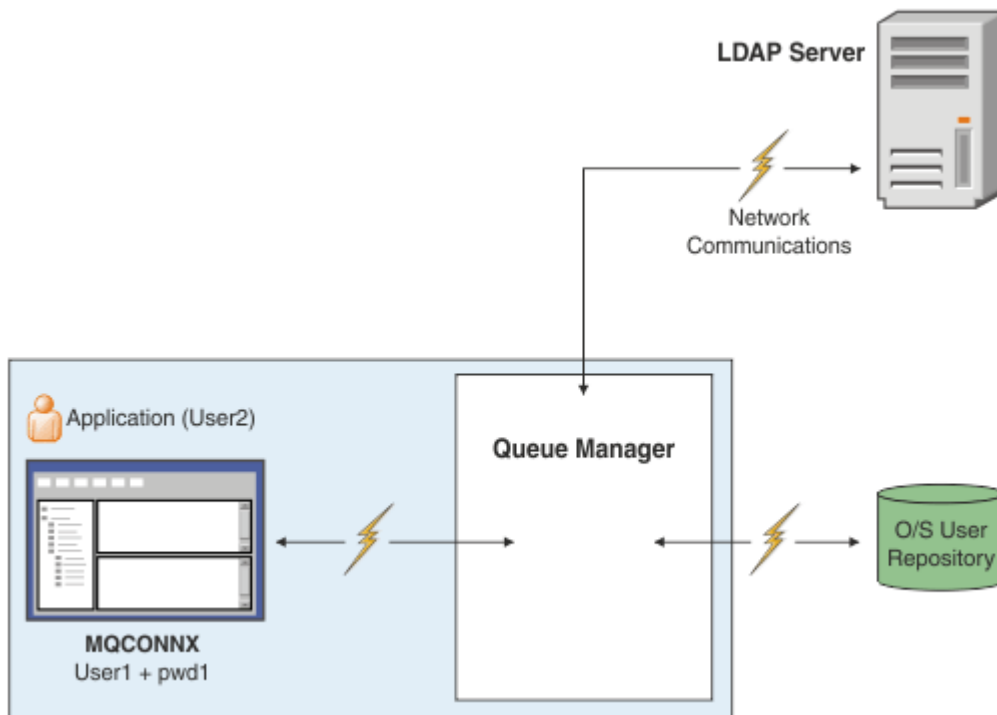 LDAP Server
Network
Communications
Application (User2)
Queue Manager
O/S User
Repository
MQCONNX
User1 + pwd1